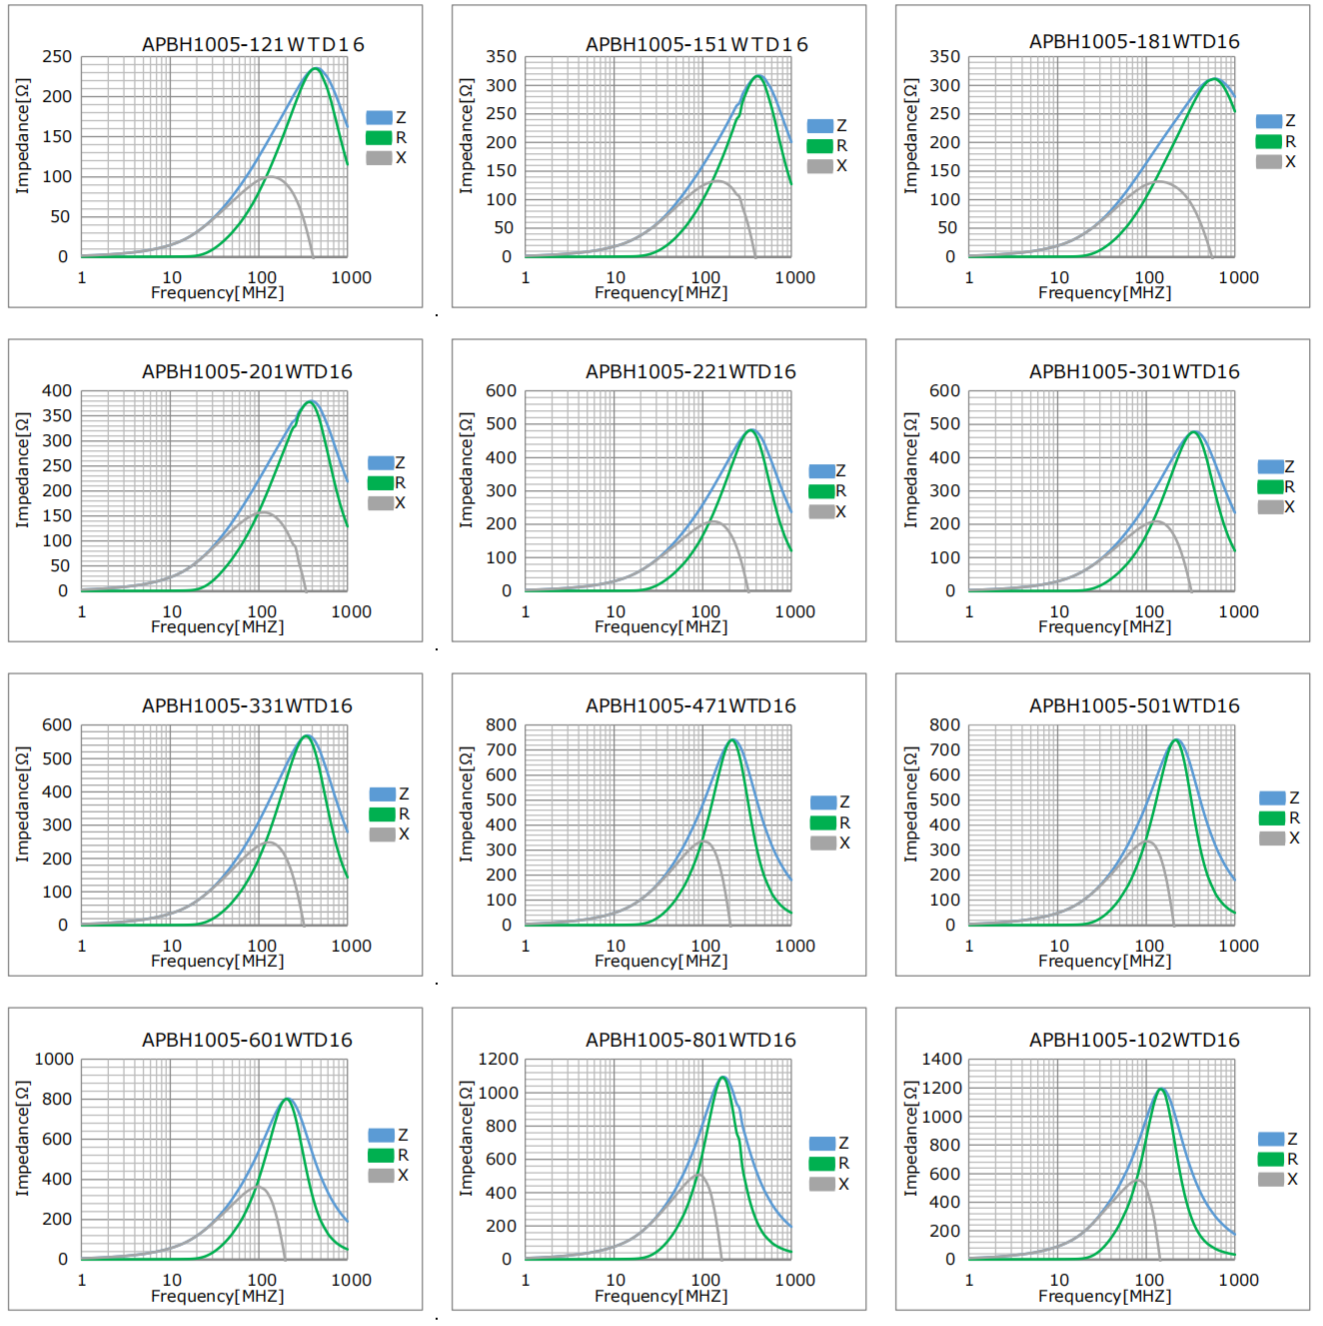 APBH1005-121WTD16
Impedance[Ω]
250
200
150
100
50
0
1 10 100 1000
Frequency[MHZ]
Z
R
X
APBH1005-151WTD16
Impedance[Ω]
350
300
250
200
150
100
50
0
1 10 100 1000
Frequency[MHZ]
Z
R
X
APBH1005-181WTD16
Impedance[Ω]
350
300
250
200
150
100
50
0
1 10 100 1000
Frequency[MHZ]
Z
R
X
APBH1005-201WTD16
Impedance[Ω]
400
350
300
250
200
150
100
50
0
1 10 100 1000
Frequency[MHZ]
Z
R
X
APBH1005-221WTD16
Impedance[Ω]
600
500
400
300
200
100
0
1 10 100 1000
Frequency[MHZ]
Z
R
X
APBH1005-301WTD16
Impedance[Ω]
600
500
400
300
200
100
0
1 10 100 1000
Frequency[MHZ]
Z
R
X
APBH1005-331WTD16
Impedance[Ω]
600
500
400
300
200
100
0
1 10 100 1000
Frequency[MHZ]
Z
R
X
APBH1005-471WTD16
Impedance[Ω]
800
700
600
500
400
300
200
100
0
1 10 100 1000
Frequency[MHZ]
Z
R
X
APBH1005-501WTD16
Impedance[Ω]
800
700
600
500
400
300
200
100
0
1 10 100 1000
Frequency[MHZ]
Z
R
X
APBH1005-601WTD16
Impedance[Ω]
1000
800
600
400
200
0
1 10 100 1000
Frequency[MHZ]
Z
R
X
APBH1005-801WTD16
Impedance[Ω]
1200
1000
800
600
400
200
0
1 10 100 1000
Frequency[MHZ]
Z
R
X
APBH1005-102WTD16
Impedance[Ω]
1400
1200
1000
800
600
400
200
0
1 10 100 1000
Frequency[MHZ]
Z
R
X